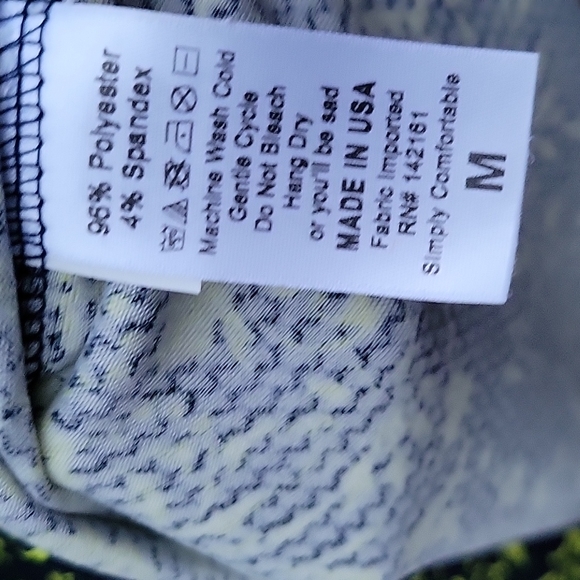 96% Polyester
4% Spandex
Machine Wash Cold
Gentle Cycle
Do Not Bleach
Hang Dry
or you'll be sad
MADE IN USA
Fabric Imported
RN# 142161
Simply Comfortable
M